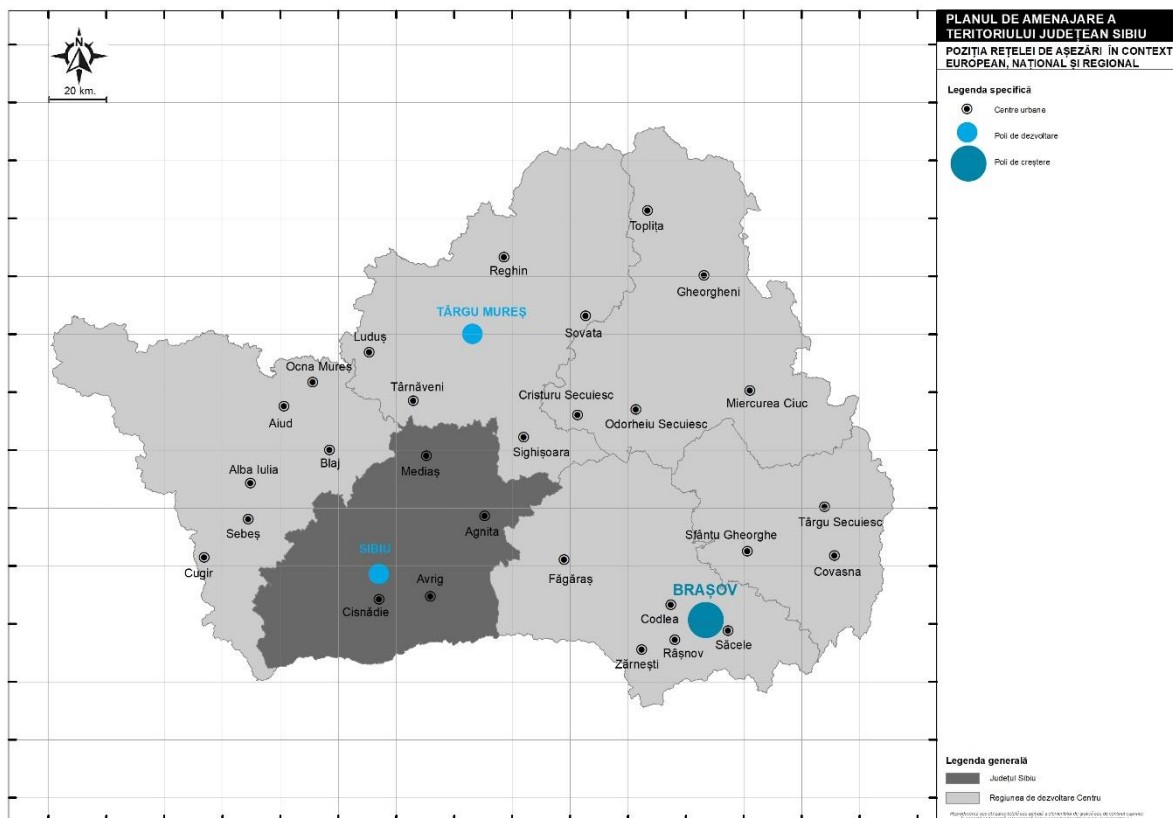 PLANUL DE AMENAJARE A
TERITORIULUI JUDEȚEAN SIBIU
POZIȚIA REȚELEI DE AȘEZĂRI ÎN CONTEXT
EUROPEAN, NAȚIONAL ȘI REGIONAL
Legenda specifică
Centre urbane
Poli de dezvoltare
Poli de creștere
N
20 km.
Toplița
Reghin
Gheorgheni
TÂRGU MUREȘ
Sovata
Luduș
Ocna Mureș
Târnăveni
Cristuru Secuiesc
Miercurea Ciuc
Aiud
Odorheiu Secuiesc
Blaj
Sighișoara
Alba Iulia
Mediaș
Târgu Secuiesc
Agnita
Sebeș
Sfântu Gheorghe
SIBIU
Cugir
Făgăraș
Covasna
Avrig
BRAȘOV
Cisnădie
Codlea
Săcele
Râșnov
Zărnești
Legenda generală
Județul Sibiu
Regiunea de dezvoltare Centru